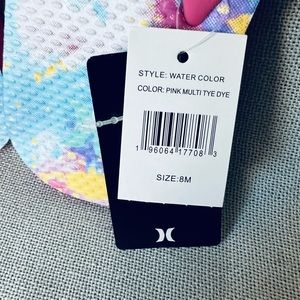 STYLE: WATER COLOR
COLOR: PINK MULTI TYE DYE
1 96064 17708 3
SIZE:8M